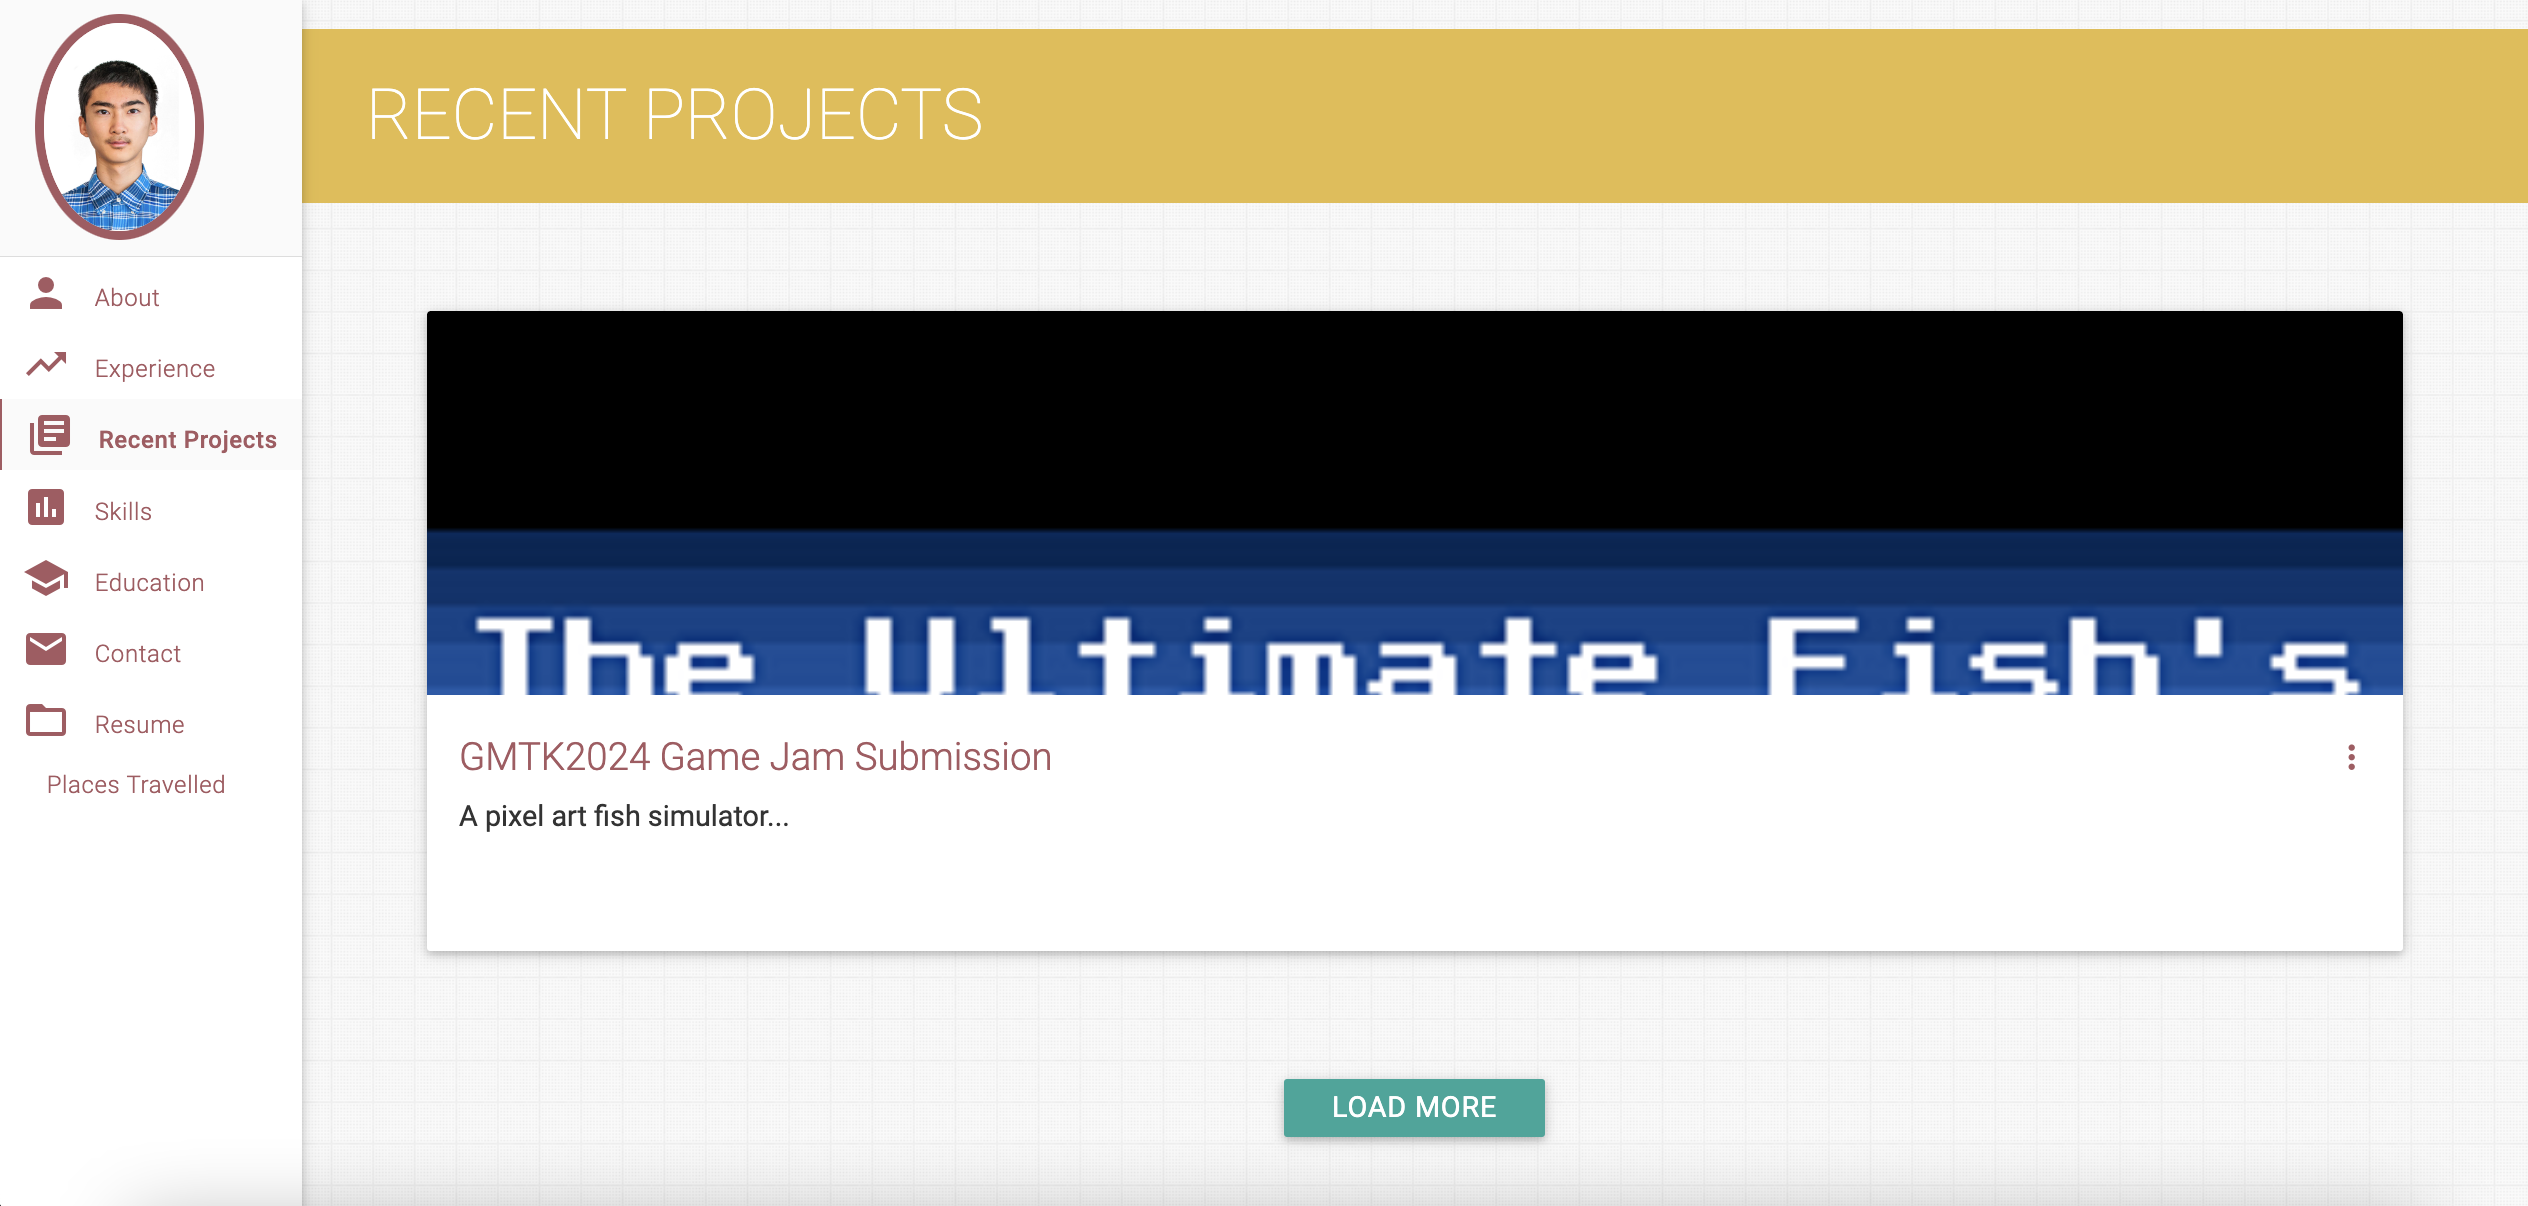 About
Experience
Recent Projects
Skills
Education
Contact
Resume
Places Travelled
RECENT PROJECTS
The Ultimate Fish's
GMTK2024 Game Jam Submission
A pixel art fish simulator...
LOAD MORE